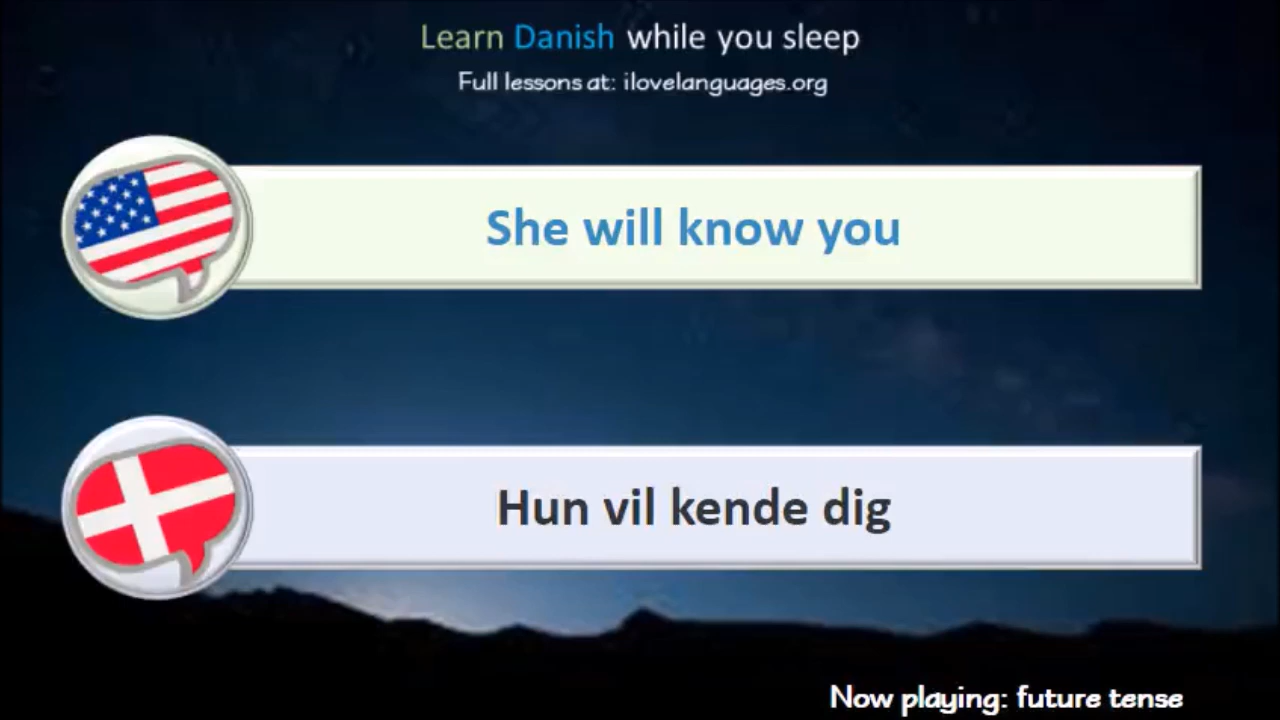 Learn Danish while you sleep
Full lessons at: ilovelanguages.org
She will know you
Hun vil kende dig
Now playing: future tense